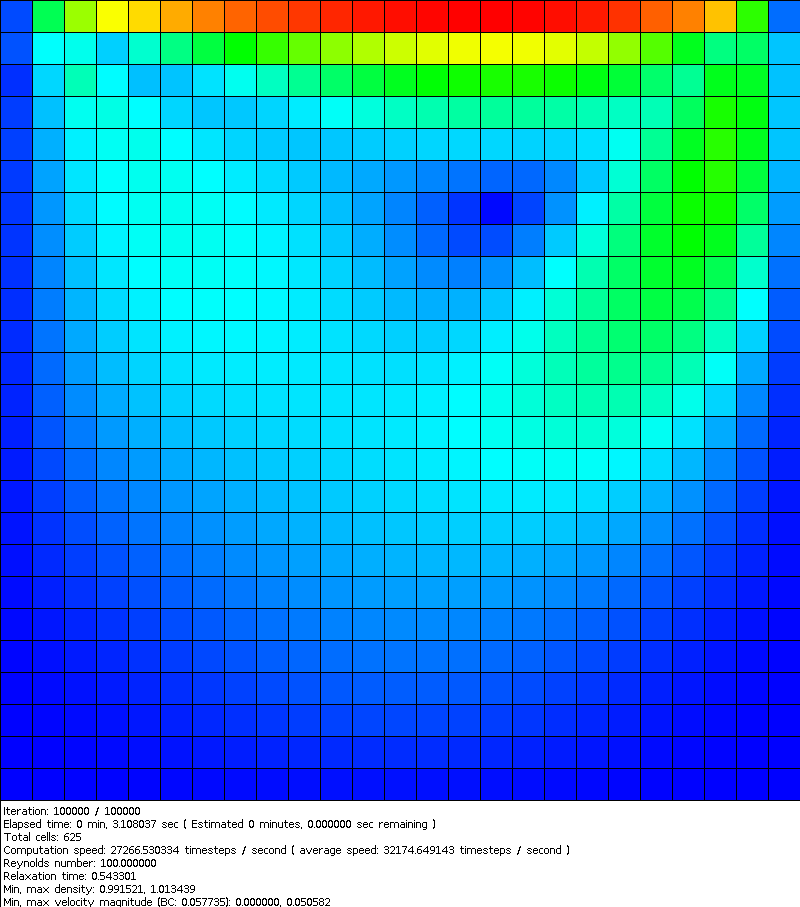 Iteration: 100000 / 100000
Elapsed time: 0 min, 3.108037 sec ( Estimated 0 minutes, 0.000000 sec remaining )
Total cells: 625
Computation speed: 27266.530334 timesteps / second ( average speed: 32174.649143 timesteps / second )
Reynolds number: 100.000000
Relaxation time: 0.543301
Min, max density: 0.991521, 1.013439
Min, max velocity magnitude (BC: 0.057735): 0.000000, 0.050582